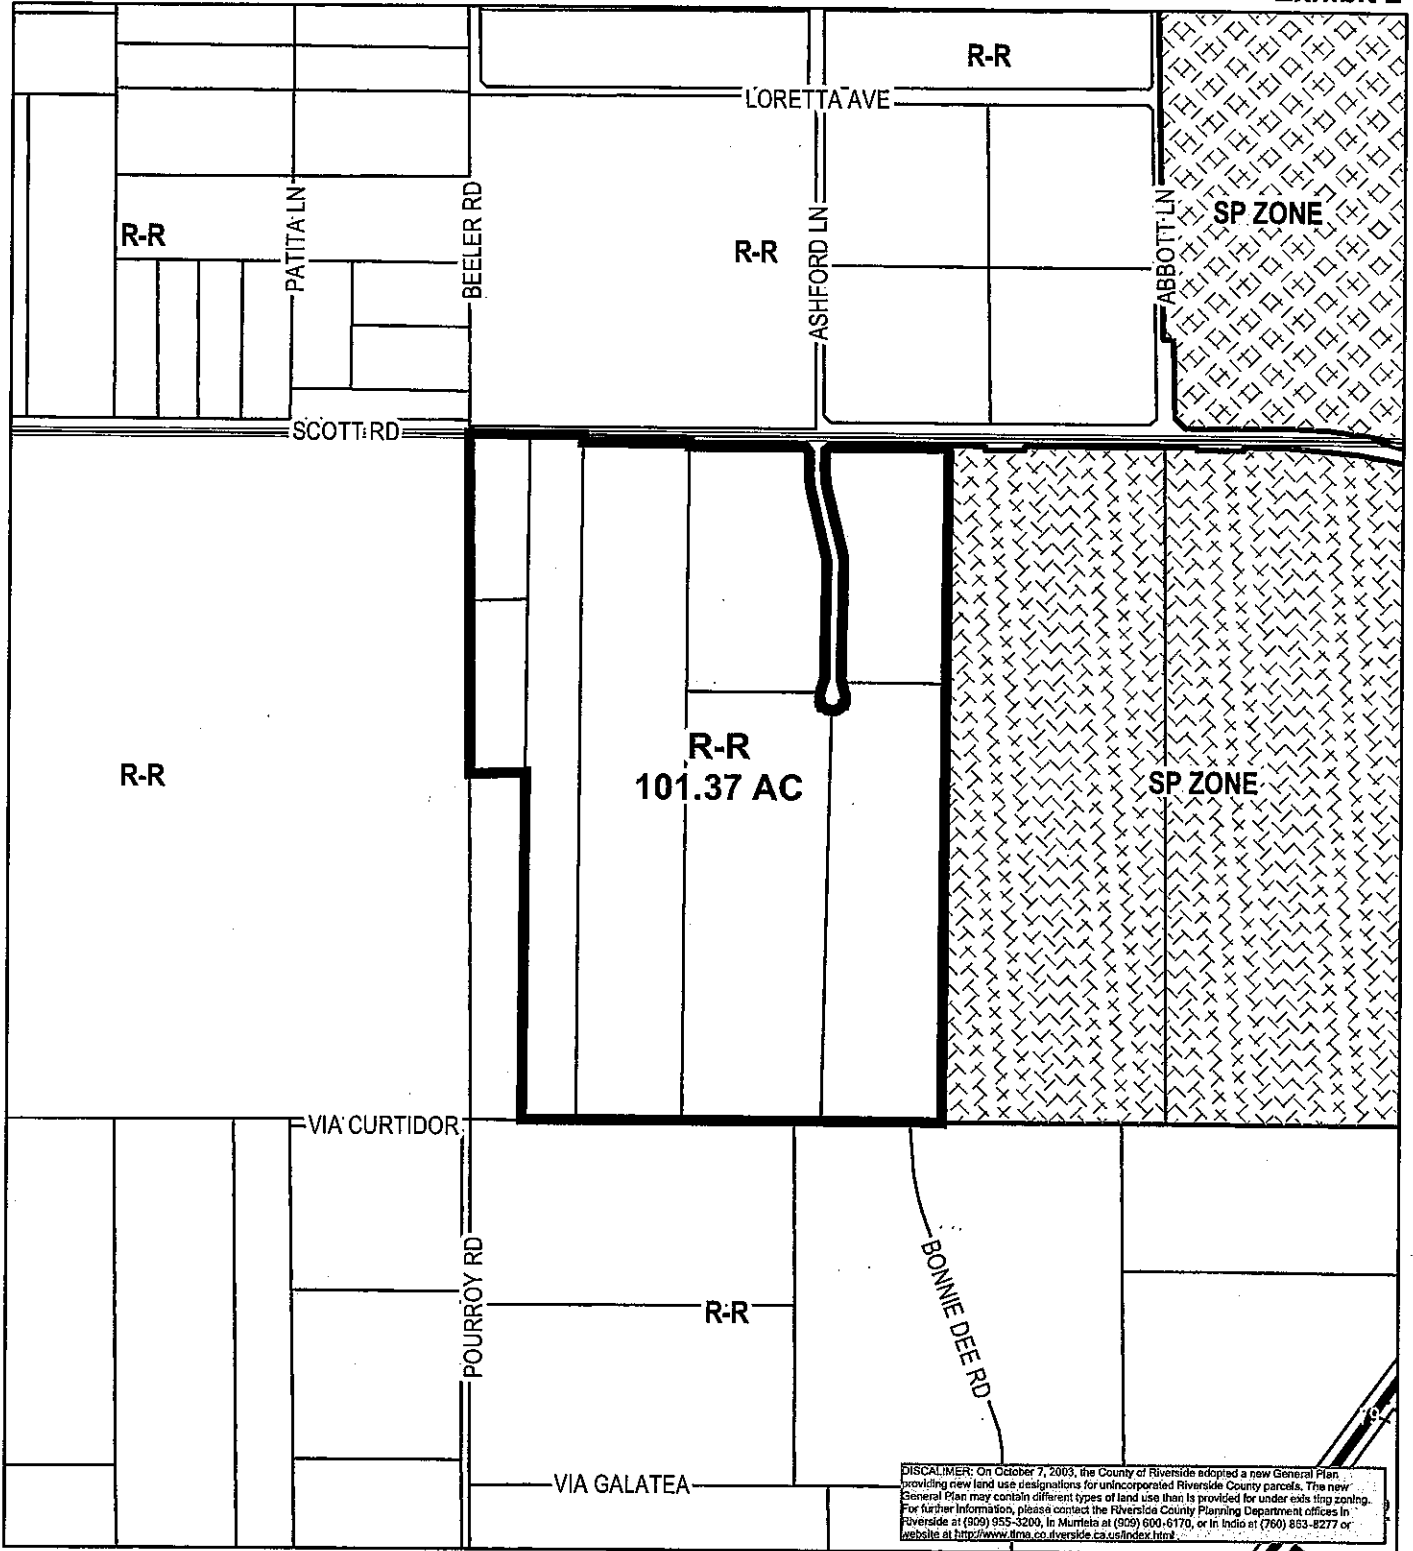 R-R
LORETTA AVE
PATITA LN
BEELER RD
R-R
R-R
ASHFORD LN
ABBOTT LN
SP ZONE
SCOTT RD
R-R
R-R
101.37 AC
SP ZONE
VIA CURTIDOR
POURROY RD
R-R
BONNIE DEE RD
VIA GALATEA
79
DISCALIMER: On October 7, 2003, the County of Riverside adopted a new General Plan
providing new land use designations for unincorporated Riverside County parcels. The new
General Plan may contain different types of land use than is provided for under existing zoning.
For further information, please contact the Riverside County Planning Department offices in
Riverside at (909) 955-3200, in Murrieta at (909) 600-6170, or in Indio at (760) 863-8277 or
website at http://www.tlma.co.riverside.ca.us/index.html